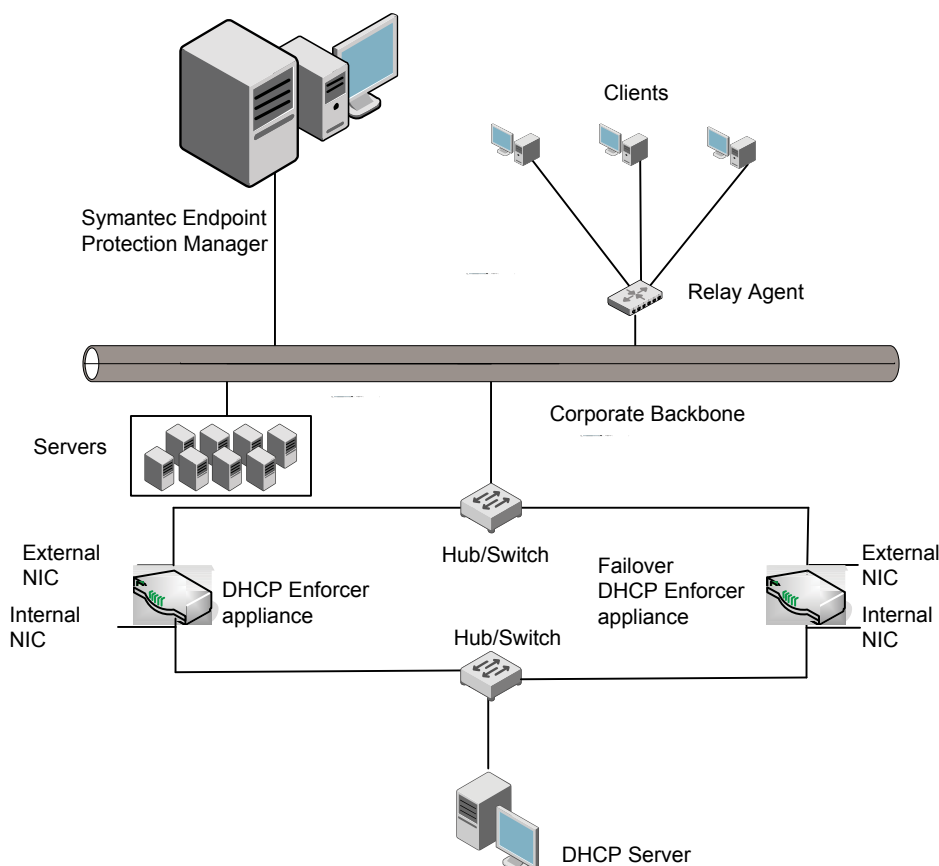 Clients
Symantec Endpoint
Protection Manager
Relay Agent
Corporate Backbone
Servers
Hub/Switch
External
NIC
DHCP Enforcer
appliance
Internal
NIC
Failover
DHCP Enforcer
appliance
External
NIC
Internal
NIC
Hub/Switch
DHCP Server